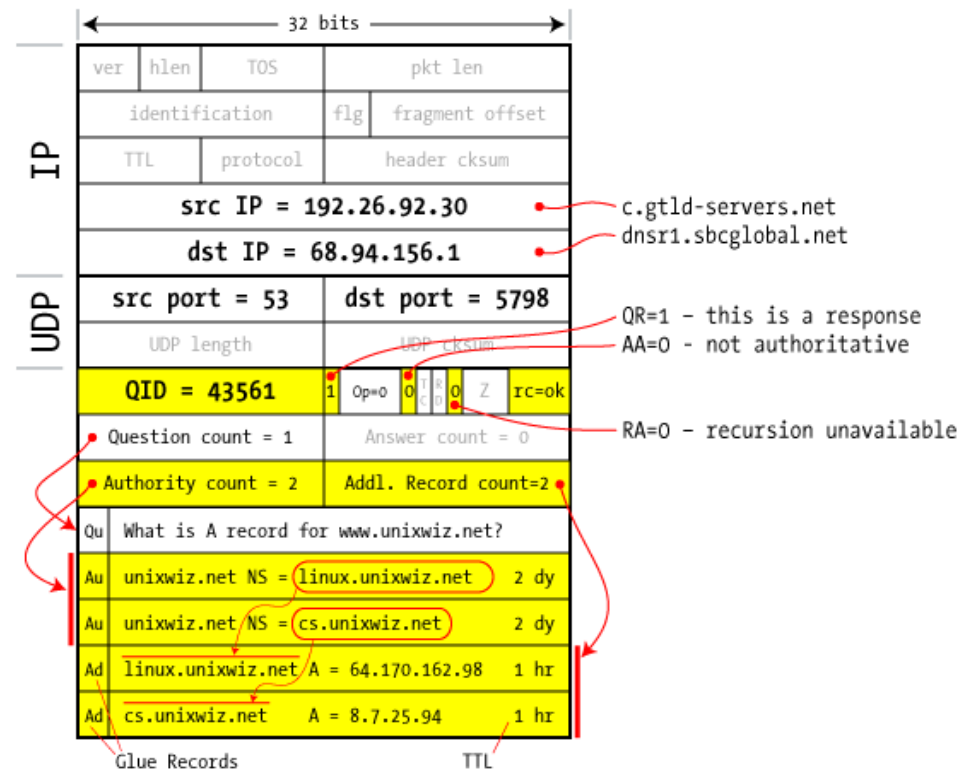 32 bits
IP
ver hlen TOS pkt len
identification flg fragment offset
TTL protocol header cksum
src IP = 192.26.92.30
c.gtld-servers.net
dst IP = 68.94.156.1
dnsr1.sbcglobal.net
UDP
src port = 53 dst port = 5798
QR=1 – this is a response
UDP length UDP cksum
AA=0 - not authoritative
QID = 43561 1 Op=0 0 TC RD 0 Z rc=ok
Question count = 1 Answer count = 0
RA=0 – recursion unavailable
Authority count = 2 Addl. Record count=2
Qu What is A record for www.unixwiz.net?
Au unixwiz.net NS = linux.unixwiz.net 2 dy
Au unixwiz.net NS = cs.unixwiz.net 2 dy
Ad linux.unixwiz.net A = 64.170.162.98 1 hr
Ad cs.unixwiz.net A = 8.7.25.94 1 hr
Glue Records TTL